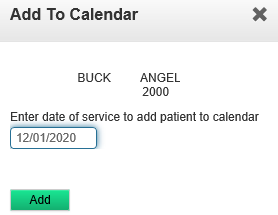 Add To Calendar
BUCK ANGEL
2000
Enter date of service to add patient to calendar
12/01/2020
Add